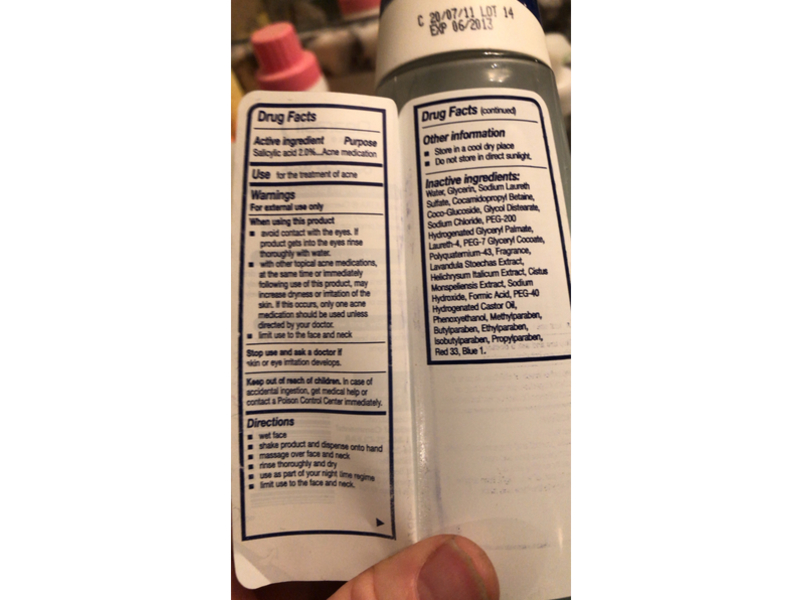 C 20/07/11 LOT 14
EXP 06/2013
Drug Facts
Active ingredient Purpose
Salicylic acid 2.0%...Acne medication
Use for the treatment of acne
Warnings
For external use only
When using this product
■ avoid contact with the eyes. If
product gets into the eyes rinse
thoroughly with water.
■ with other topical acne medications,
at the same time or immediately
following use of this product, may
increase dryness or irritation of the
skin. If this occurs, only one acne
medication should be used unless
directed by your doctor.
■ limit use to the face and neck
Stop use and ask a doctor if
skin or eye irritation develops.
Keep out of reach of children. In case of
accidental ingestion, get medical help or
contact a Poison Control Center immediately.
Directions
■ wet face
■ shake product and dispense onto hand
■ massage over face and neck
■ rinse thoroughly and dry
■ use as part of your night time regime
■ limit use to the face and neck.
Drug Facts (continued)
Other information
■ Store in a cool dry place
■ Do not store in direct sunlight.
Inactive ingredients:
Water, Glycerin, Sodium Laureth
Sulfate, Cocamidopropyl Betaine,
Coco-Glucoside, Glycol Distearate,
Sodium Chloride, PEG-200
Hydrogenated Glyceryl Palmate,
Laureth-4, PEG-7 Glyceryl Cocoate,
Polyquaternium-43, Fragrance,
Lavandula Stoechas Extract,
Helichrysum Italicum Extract, Cistus
Monspeliensis Extract, Sodium
Hydroxide, Formic Acid, PEG-40
Hydrogenated Castor Oil,
Phenoxyethanol, Methylparaben,
Butylparaben, Ethylparaben,
Isobutylparaben, Propylparaben,
Red 33, Blue 1.